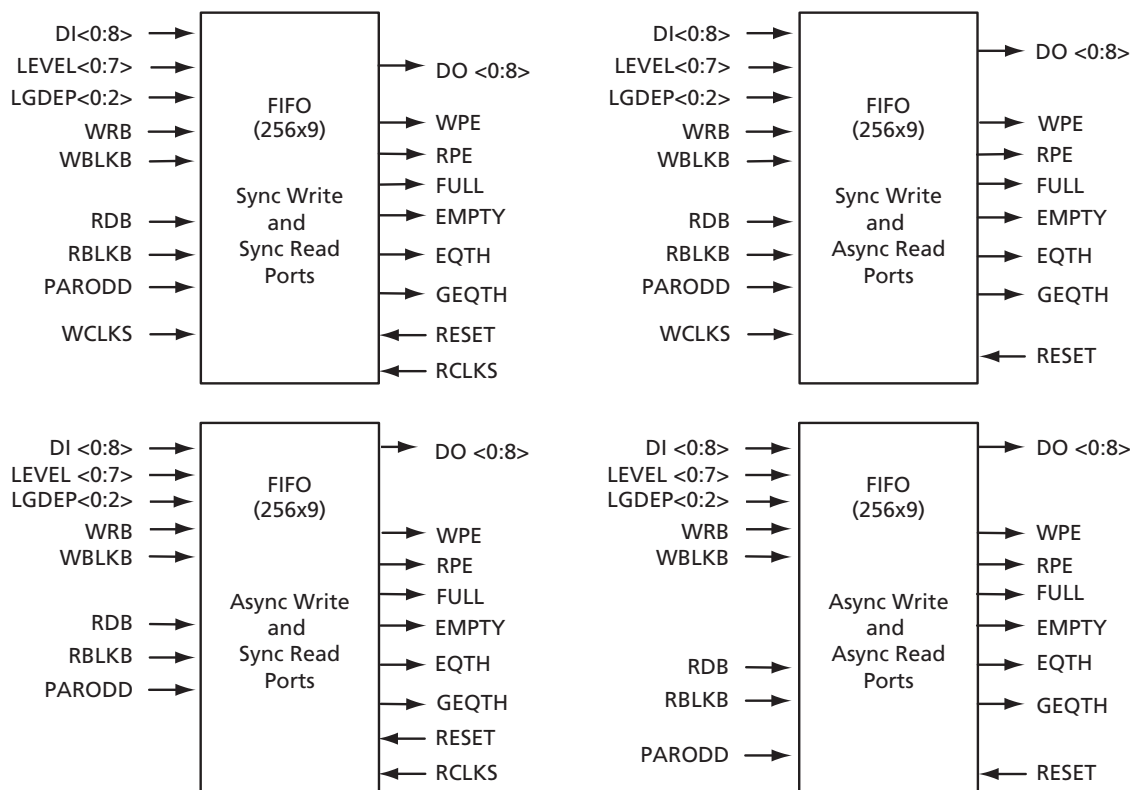 DI<0:8>
LEVEL<0:7>
LGDEP<0:2>
WRB
WBLKB
RDB
RBLKB
PARODD
WCLKS
FIFO
(256x9)
Sync Write
and
Sync Read
Ports
DO <0:8>
WPE
RPE
FULL
EMPTY
EQTH
GEQTH
RESET
RCLKS
DI<0:8>
LEVEL<0:7>
LGDEP<0:2>
WRB
WBLKB
RDB
RBLKB
PARODD
WCLKS
FIFO
(256x9)
Sync Write
and
Async Read
Ports
DO <0:8>
WPE
RPE
FULL
EMPTY
EQTH
GEQTH
RESET
DI <0:8>
LEVEL <0:7>
LGDEP<0:2>
WRB
WBLKB
RDB
RBLKB
PARODD
FIFO
(256x9)
Async Write
and
Sync Read
Ports
DO <0:8>
WPE
RPE
FULL
EMPTY
EQTH
GEQTH
RESET
RCLKS
DI <0:8>
LEVEL <0:7>
LGDEP<0:2>
WRB
WBLKB
RDB
RBLKB
PARODD
FIFO
(256x9)
Async Write
and
Async Read
Ports
DO <0:8>
WPE
RPE
FULL
EMPTY
EQTH
GEQTH
RESET